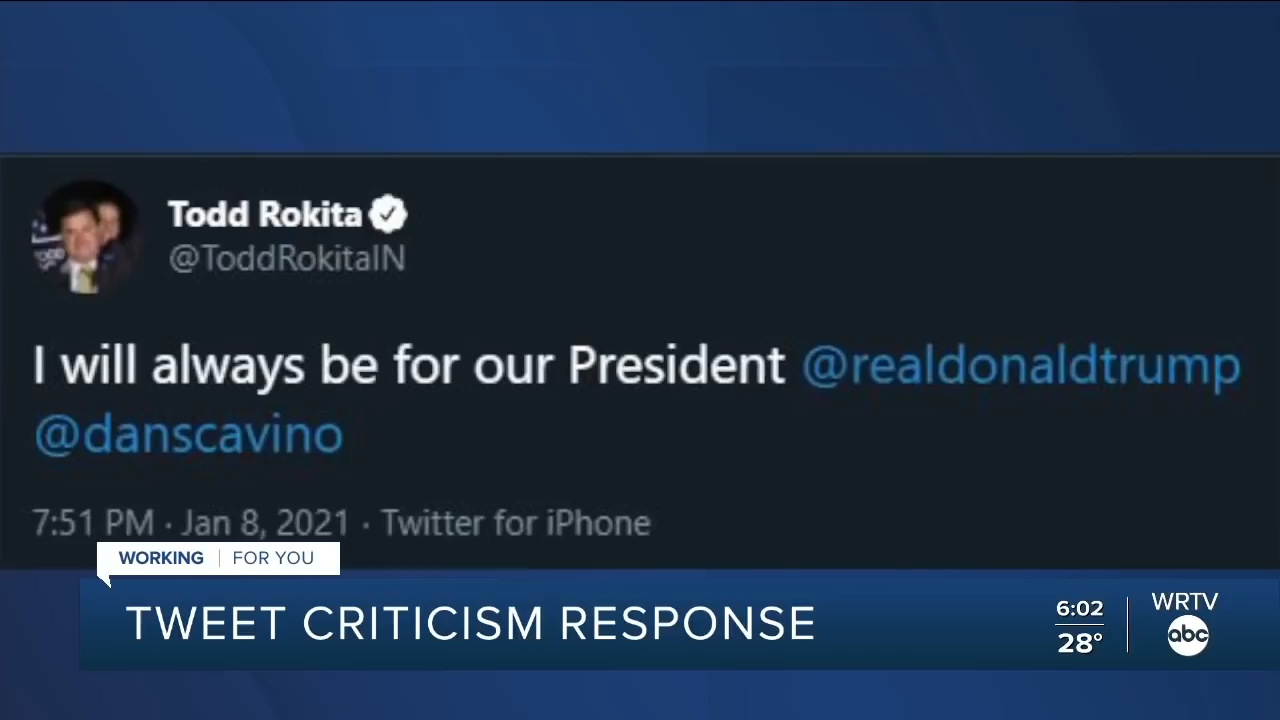 Todd Rokita
@ToddRokitaIN
I will always be for our President @realdonaldtrump
@danscavino
7:51 PM · Jan 8, 2021 · Twitter for iPhone
WORKING | FOR YOU
TWEET CRITICISM RESPONSE
6:02
28°
WRTV
abc